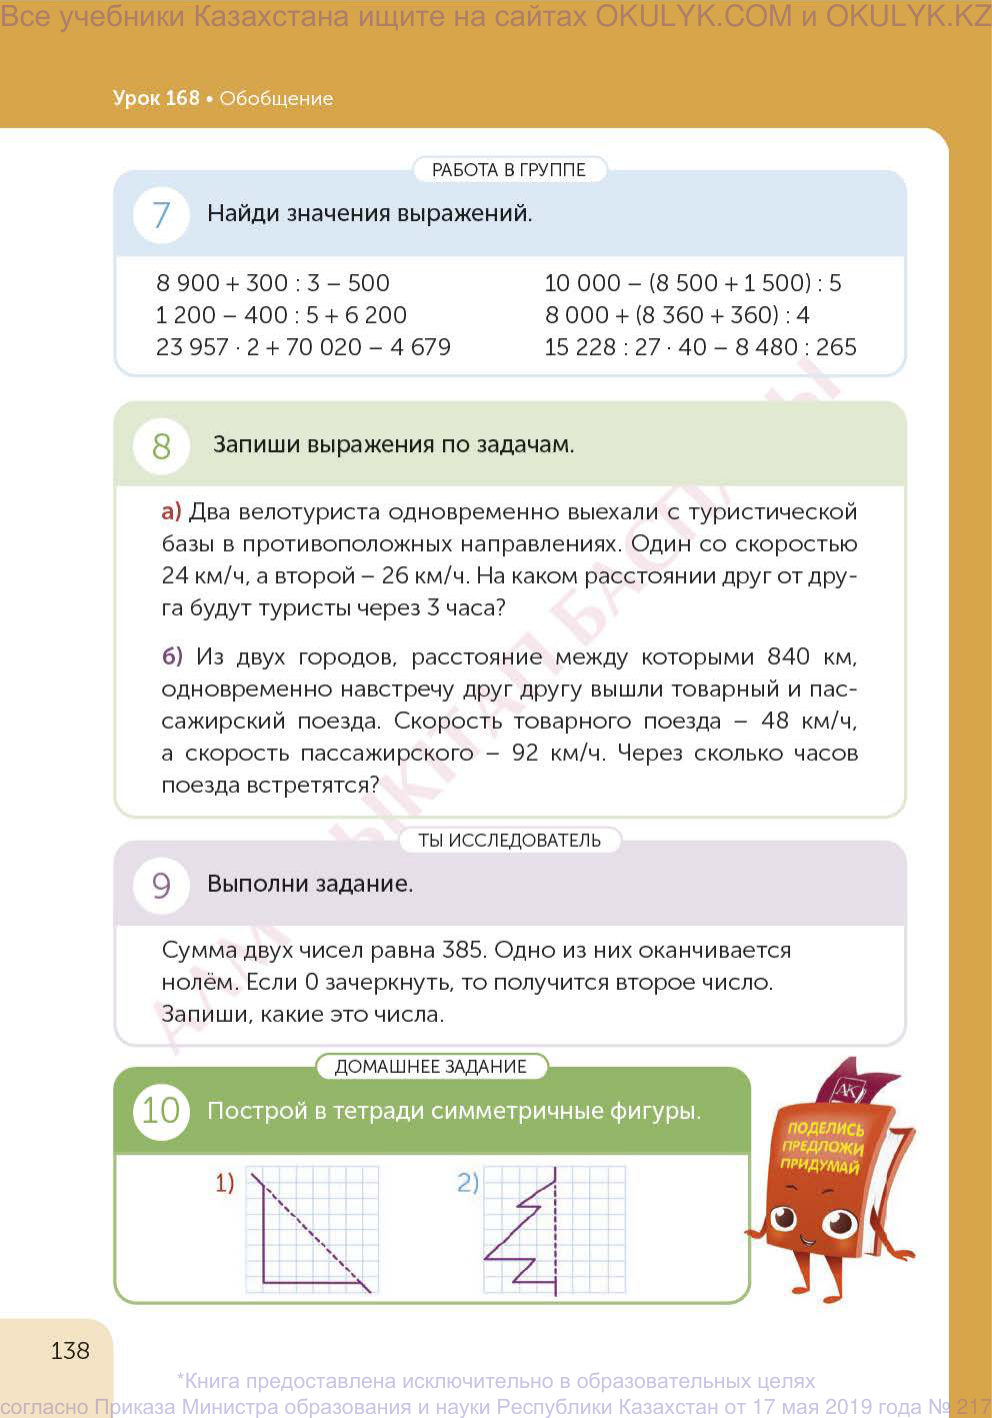 Все учебники Казахстана ищите на сайтах OKULYK.COM и OKULYK.KZ
Урок 168 • Обобщение
РАБОТА В ГРУППЕ
7 Найди значения выражений.
8 900 + 300 : 3 – 500
1 200 – 400 : 5 + 6 200
23 957 · 2 + 70 020 – 4 679
10 000 – (8 500 + 1 500) : 5
8 000 + (8 360 + 360) : 4
15 228 : 27 · 40 – 8 480 : 265
8 Запиши выражения по задачам.
а) Два велотуриста одновременно выехали с туристической
базы в противоположных направлениях. Один со скоростью
24 км/ч, а второй – 26 км/ч. На каком расстоянии друг от дру-
га будут туристы через 3 часа?
б) Из двух городов, расстояние между которыми 840 км,
одновременно навстречу друг другу вышли товарный и пас-
сажирский поезда. Скорость товарного поезда – 48 км/ч,
а скорость пассажирского – 92 км/ч. Через сколько часов
поезда встретятся?
ТЫ ИССЛЕДОВАТЕЛЬ
9 Выполни задание.
Сумма двух чисел равна 385. Одно из них оканчивается
нолём. Если 0 зачеркнуть, то получится второе число.
Запиши, какие это числа.
ДОМАШНЕЕ ЗАДАНИЕ
10 Построй в тетради симметричные фигуры.
1)
2)
АК
ПОДЕЛИСЬ
ПРЕДЛОЖИ
ПРИДУМАЙ
138
*Книга предоставлена исключительно в образовательных целях
согласно Приказа Министра образования и науки Республики Казахстан от 17 мая 2019 года № 217